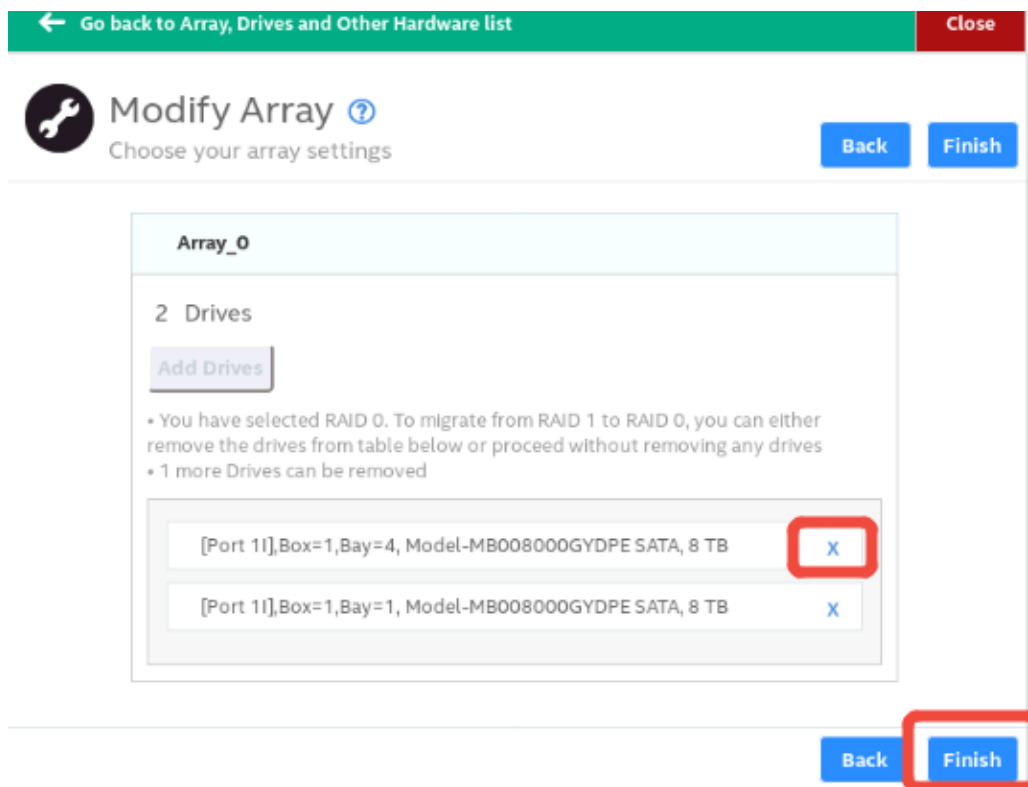 Go back to Array, Drives and Other Hardware list
Close
Modify Array ?
Choose your array settings
Back
Finish
Array_0
2 Drives
Add Drives
• You have selected RAID 0. To migrate from RAID 1 to RAID 0, you can either
remove the drives from table below or proceed without removing any drives
• 1 more Drives can be removed
[Port 1I],Box=1,Bay=4, Model-MB008000GYDPE SATA, 8 TB
X
[Port 1I],Box=1,Bay=1, Model-MB008000GYDPE SATA, 8 TB
X
Back
Finish